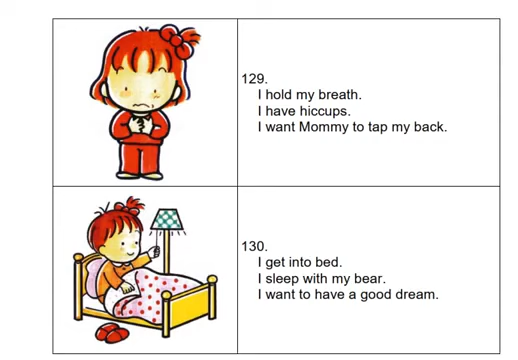 129.
I hold my breath.
I have hiccups.
I want Mommy to tap my back.
130.
I get into bed.
I sleep with my bear.
I want to have a good dream.